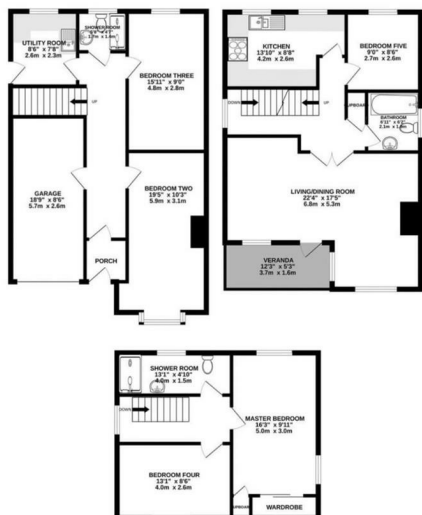 UTILITY ROOM
8'6" x 7'8"
2.6m x 2.3m
SHOWER ROOM
UP
BEDROOM THREE
15'11" x 9'0"
4.8m x 2.8m
GARAGE
18'9" x 8'6"
5.7m x 2.6m
BEDROOM TWO
19'5" x 10'3"
5.9m x 3.1m
PORCH
KITCHEN
13'10" x 8'8"
4.2m x 2.6m
BEDROOM FIVE
9'0" x 8'6"
2.7m x 2.6m
DOWN
UP
BATHROOM
LIVING/DINING ROOM
22'4" x 17'5"
6.8m x 5.3m
VERANDA
12'3" x 5'3"
3.7m x 1.6m
SHOWER ROOM
13'1" x 4'10"
4.0m x 1.5m
DOWN
MASTER BEDROOM
16'3" x 9'11"
5.0m x 3.0m
BEDROOM FOUR
13'1" x 8'6"
4.0m x 2.6m
WARDROBE